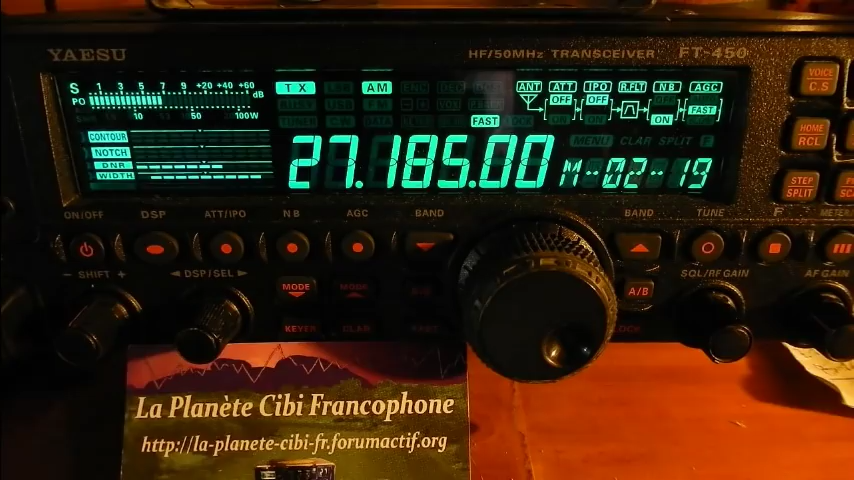 YAESU
HF/50MHz TRANSCEIVER FT-450
VOICE
C.S
S 1 3 5 7 9 +20 +40 +60 dB
PO
10 50 100W
TX AM
ANT ATT IPO R.FLT NB AGC
OFF OFF FAST
ON
FAST
MENU CLAR SPLIT F
CONTOUR
NOTCH
DNR
WIDTH
27.185.00 M-02-19
HOME
RCL
STEP
SPLIT
ON/OFF DSP ATT/IPO NB AGC BAND BAND TUNE F METER
- SHIFT + DSP/SEL SQL/RF GAIN AF GAIN
MODE MODE A/B
KEYER CLAR
La Planète Cibi Francophone
http://la-planete-cibi-fr.forumactif.org